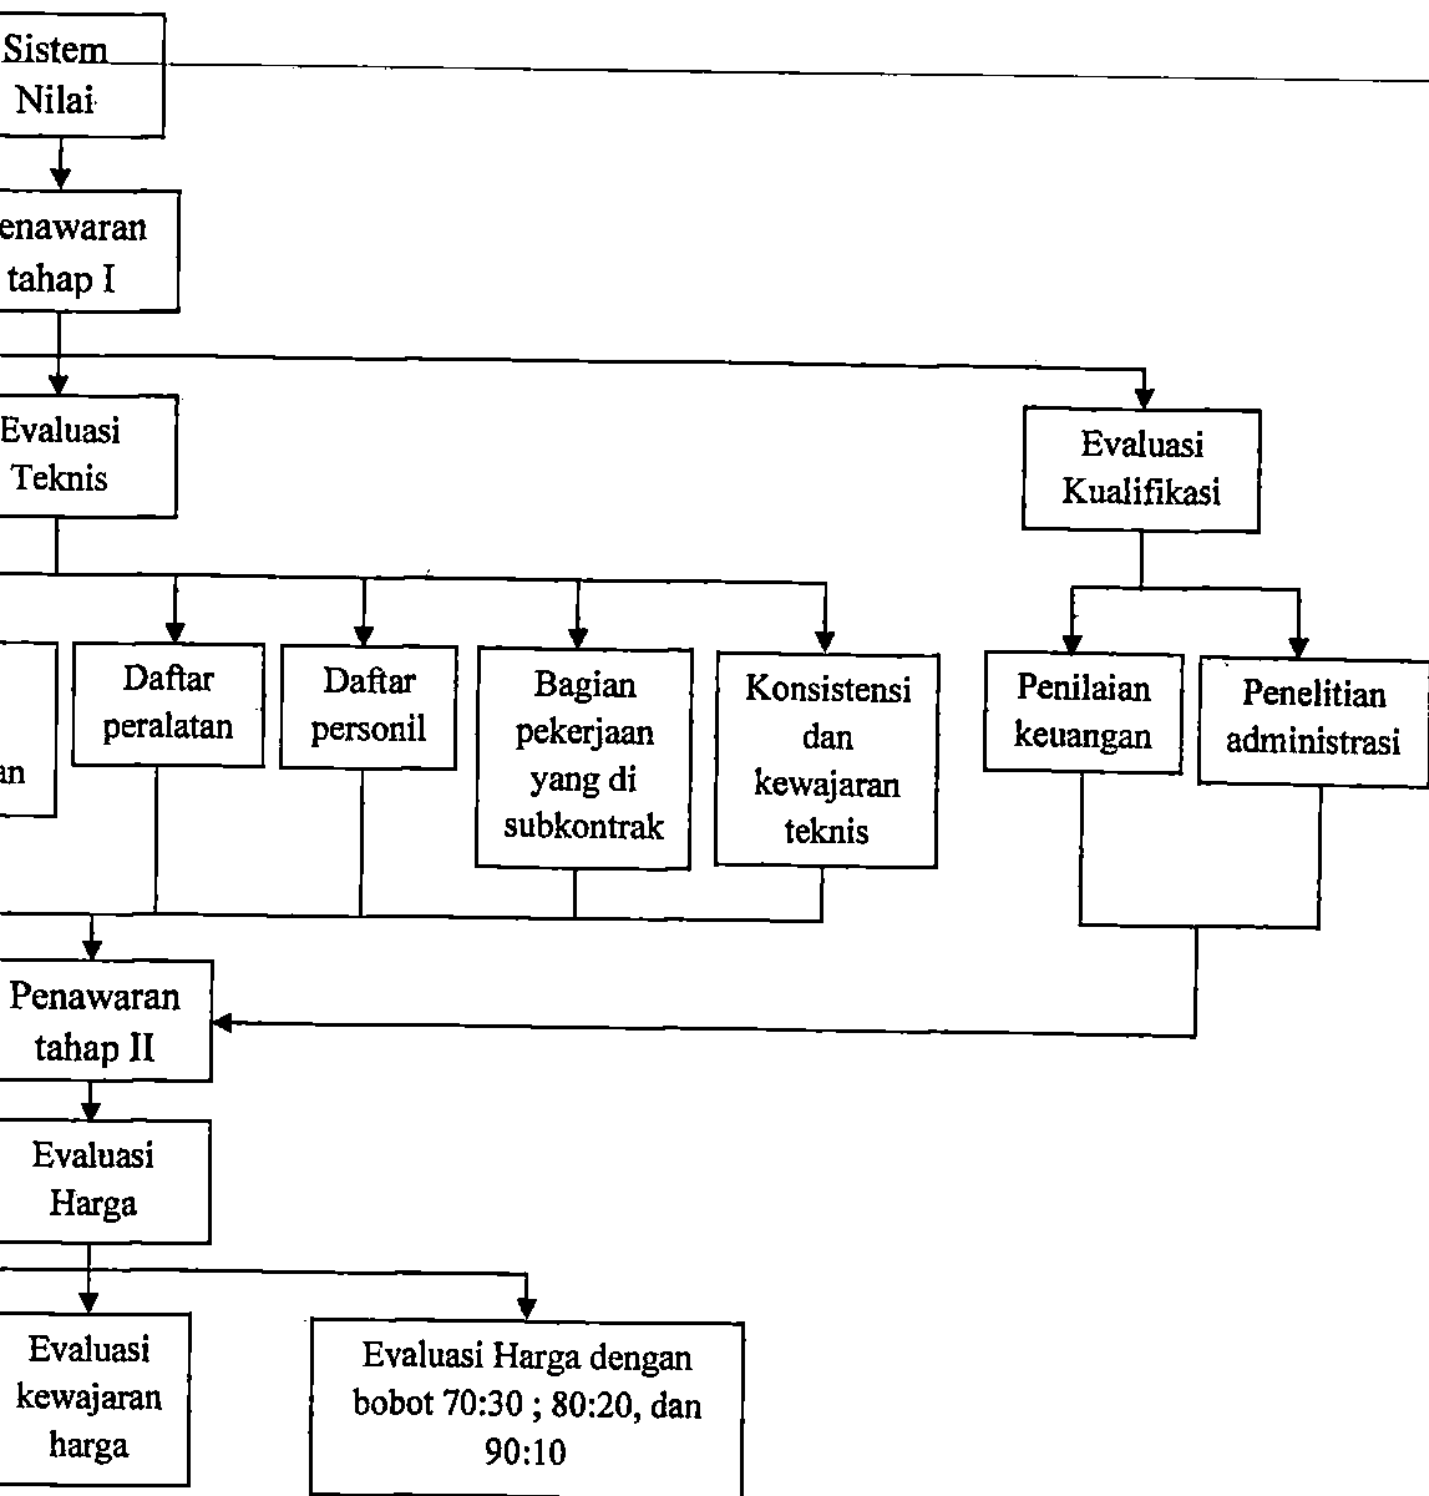 Sistem
Nilai
enawaran
tahap I
Evaluasi
Teknis
Evaluasi
Kualifikasi
an
Daftar
peralatan
Daftar
personil
Bagian
pekerjaan
yang di
subkontrak
Konsistensi
dan
kewajaran
teknis
Penilaian
keuangan
Penelitian
administrasi
Penawaran
tahap II
Evaluasi
Harga
Evaluasi
kewajaran
harga
Evaluasi Harga dengan
bobot 70:30 ; 80:20, dan
90:10